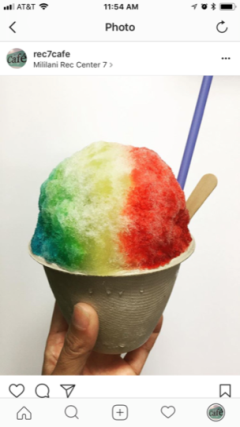 AT&T
11:54 AM
Photo
rec7cafe
Mililani Rec Center 7 >